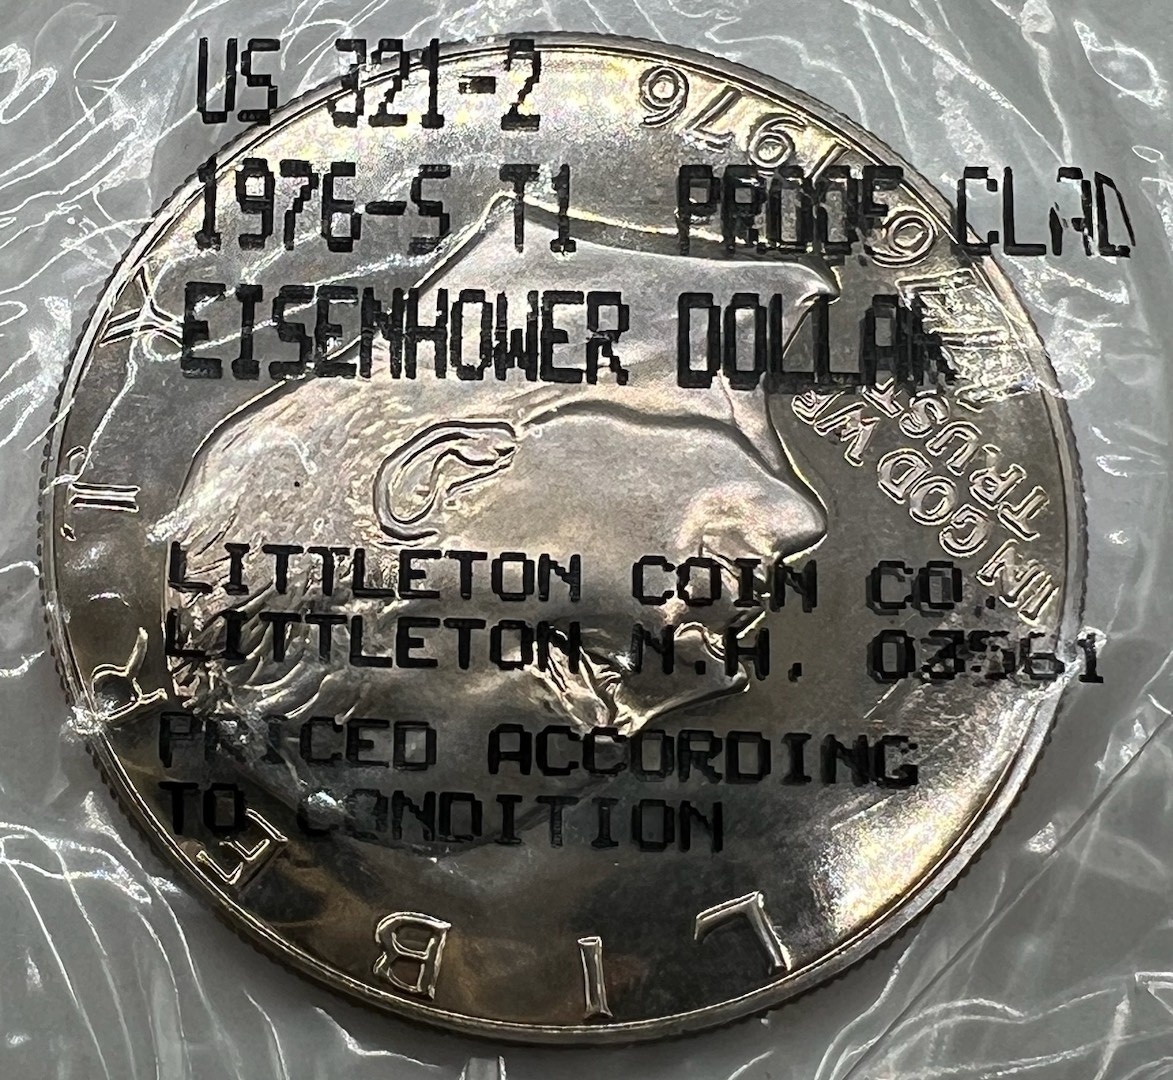 US 321-2
1976-S T1 PROOF CLAD
EISENHOWER DOLLAR
LITTLETON COIN CO.
LITTLETON N.H. 03561
PRICED ACCORDING
TO CONDITION
LIBERTY
IN GOD WE
TRUST
1776-1976